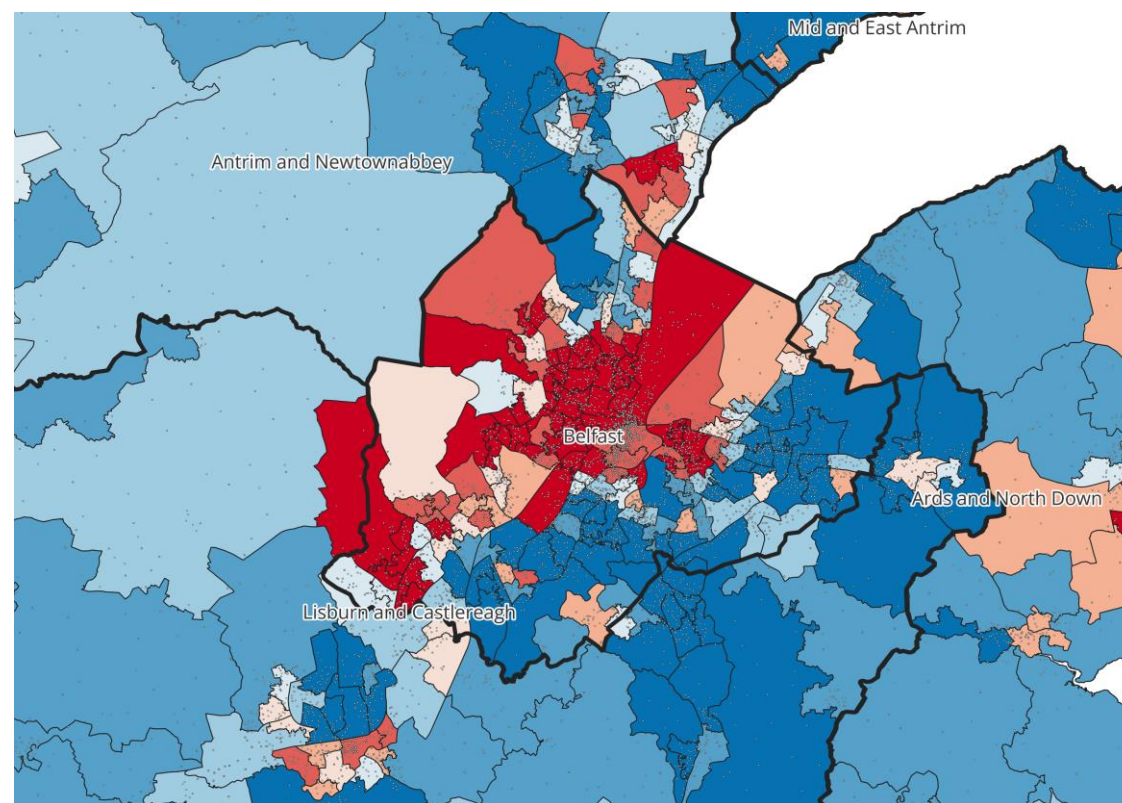 Mid and East Antrim
Antrim and Newtownabbey
Belfast
Ards and North Down
Lisburn and Castlereagh